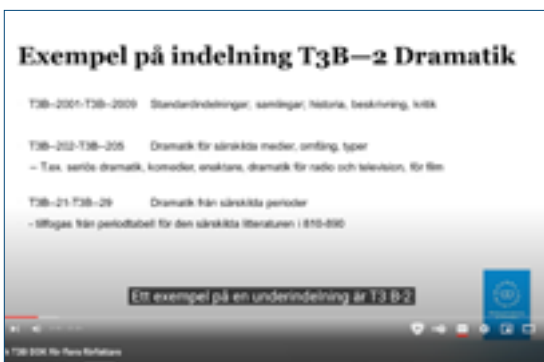 Exempel på indelning T3B—2 Dramatik
T3B--2001-T3B--2009 Standardindelningar, samlingar, historia, beskrivning, kritik
T3B--202-T3B--205 Dramatik för särskilda medier, omfång, typer
– T.ex. seriös dramatik, komedier, enaktare, dramatik för radio och television, för film
T3B--21-T3B--29 Dramatik från särskilda perioder
- tillfogas från periodtabell för den särskilda litteraturen i 810-890
Ett exempel på en underindelning är T3 B-2
T3B DDK för flera författare